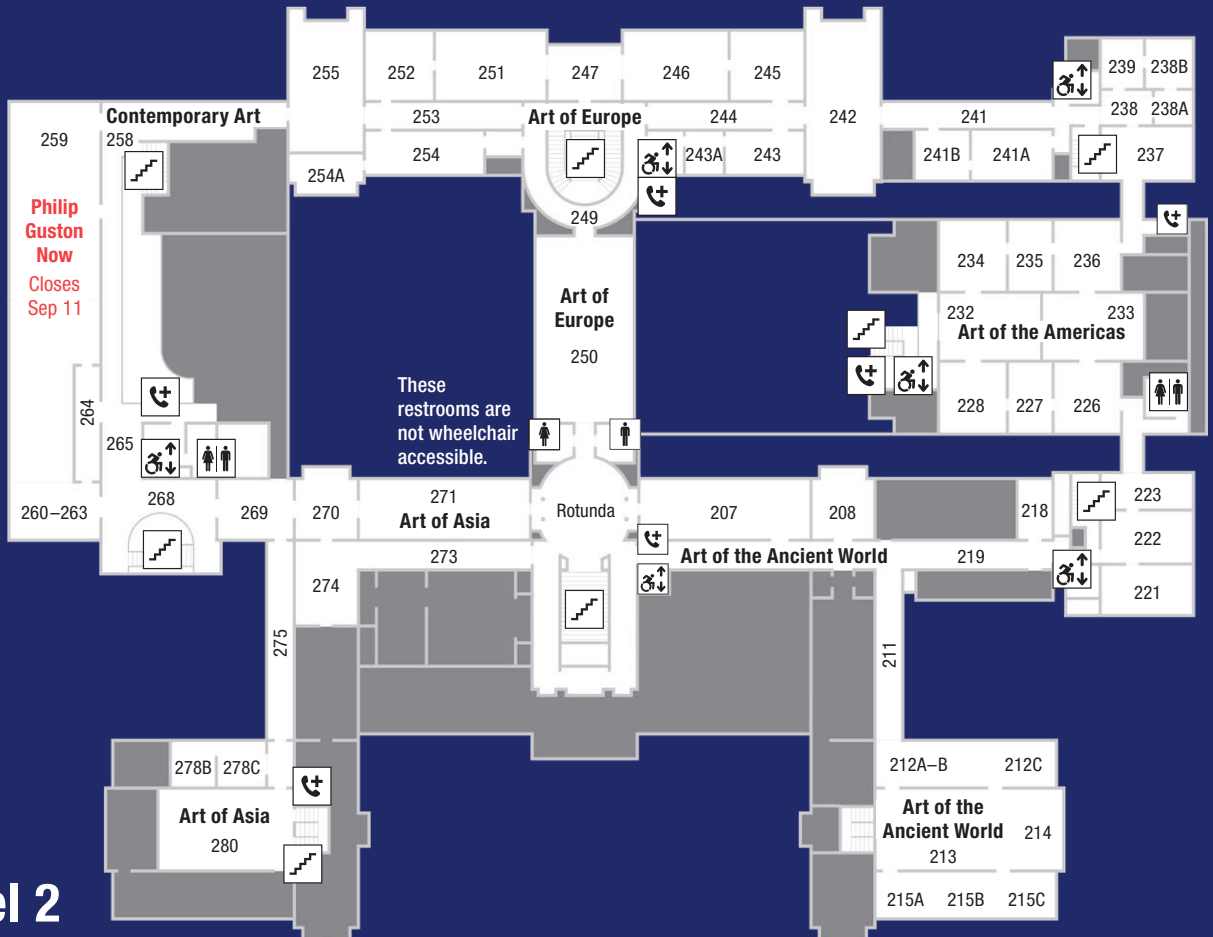 239
238B
255
252
251
247
246
245
Contemporary Art
253
Art of Europe
244
242
241
238
238A
259
258
254
243A
243
241B
241A
237
254A
Philip
Guston
Now
Closes
Sep 11
249
234
235
236
Art of
Europe
250
232
233
Art of the Americas
These
restrooms are
not wheelchair
accessible.
264
265
228
227
226
260–263
268
269
270
271
Art of Asia
Rotunda
207
208
218
223
222
221
273
Art of the Ancient World
219
274
275
211
278B
278C
Art of Asia
280
212A–B
212C
Art of the
Ancient World
214
213
215A
215B
215C
el 2